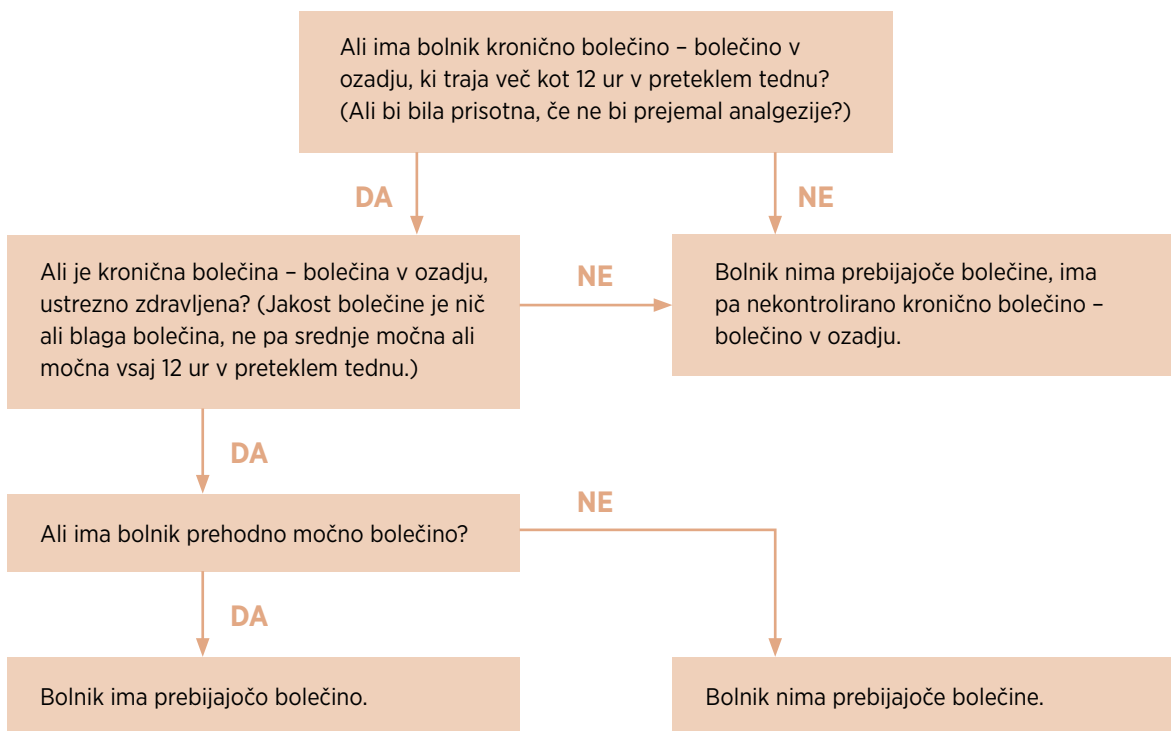 Ali ima bolnik kronično bolečino – bolečino v
ozadju, ki traja več kot 12 ur v preteklem tednu?
(Ali bi bila prisotna, če ne bi prejemal analgezije?)
DA
NE
Ali je kronična bolečina – bolečina v ozadju,
ustrezno zdravljena? (Jakost bolečine je nič
ali blaga bolečina, ne pa srednje močna ali
močna vsaj 12 ur v preteklem tednu.)
NE
Bolnik nima prebijajoče bolečine, ima
pa nekontrolirano kronično bolečino –
bolečino v ozadju.
DA
Ali ima bolnik prehodno močno bolečino?
NE
DA
Bolnik ima prebijajočo bolečino.
Bolnik nima prebijajoče bolečine.